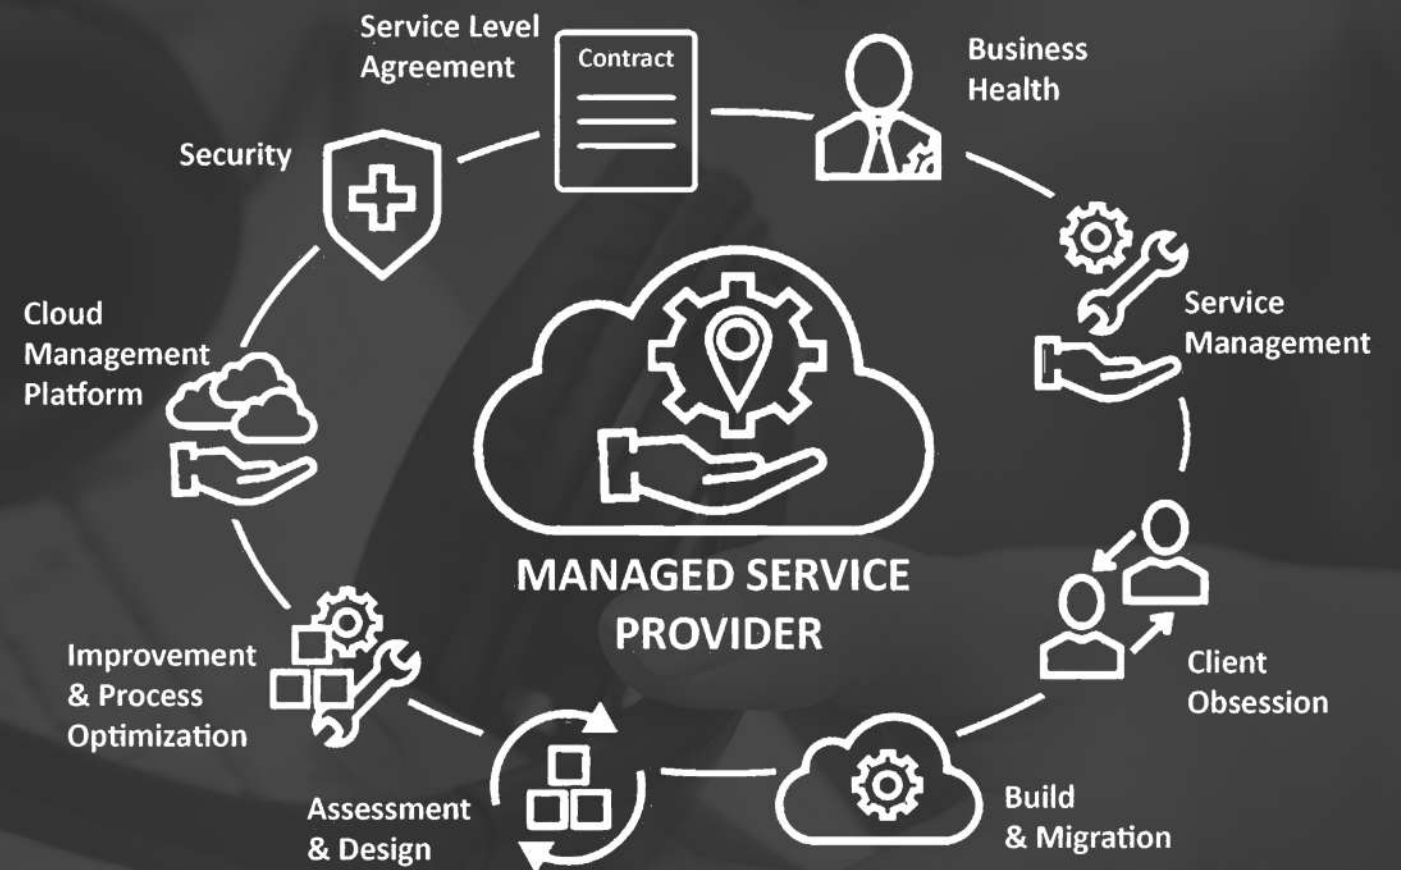 Service Level
Agreement
Contract
Business
Health
Security
Service
Management
Cloud
Management
Platform
MANAGED SERVICE
PROVIDER
Client
Obsession
Improvement
& Process
Optimization
Build
& Migration
Assessment
& Design